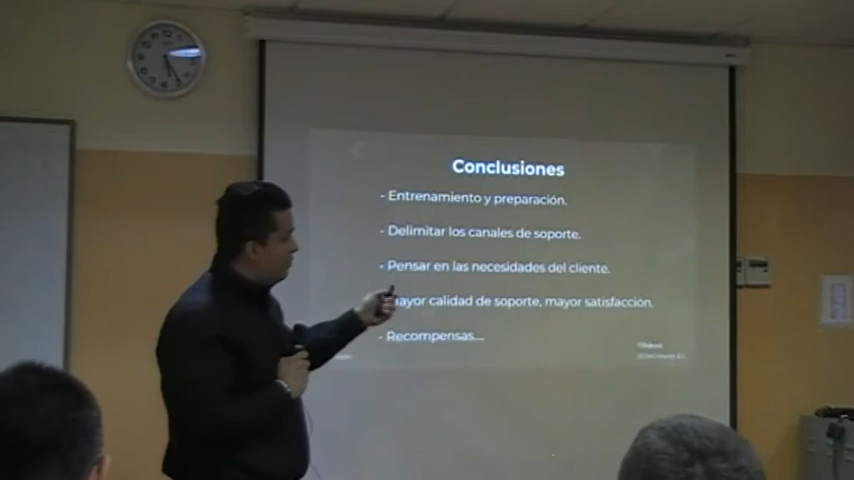 Conclusiones
- Entrenamiento y preparación.
- Delimitar los canales de soporte.
- Pensar en las necesidades del cliente.
mayor calidad de soporte, mayor satisfacción.
- Recompensas...